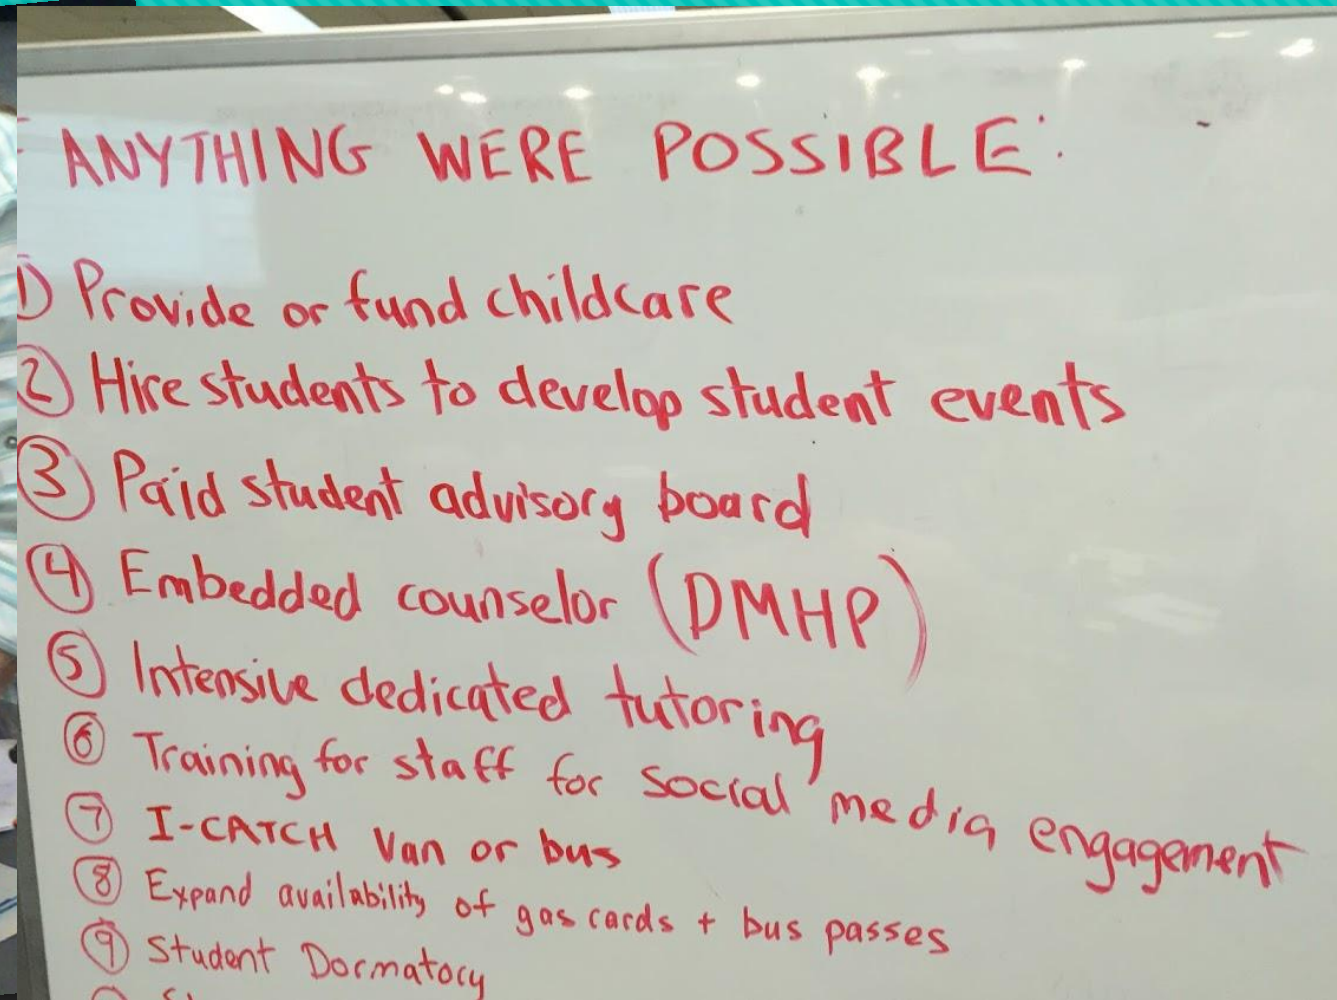 ANYTHING WERE POSSIBLE:
1) Provide or fund childcare
2) Hire students to develop student events
3) Paid student advisory board
4) Embedded counselor (DMHP)
5) Intensive dedicated tutoring
6) Training for staff for social media engagement
7) I-CATCH Van or bus
8) Expand availability of gas cards + bus passes
9) Student Dormatory